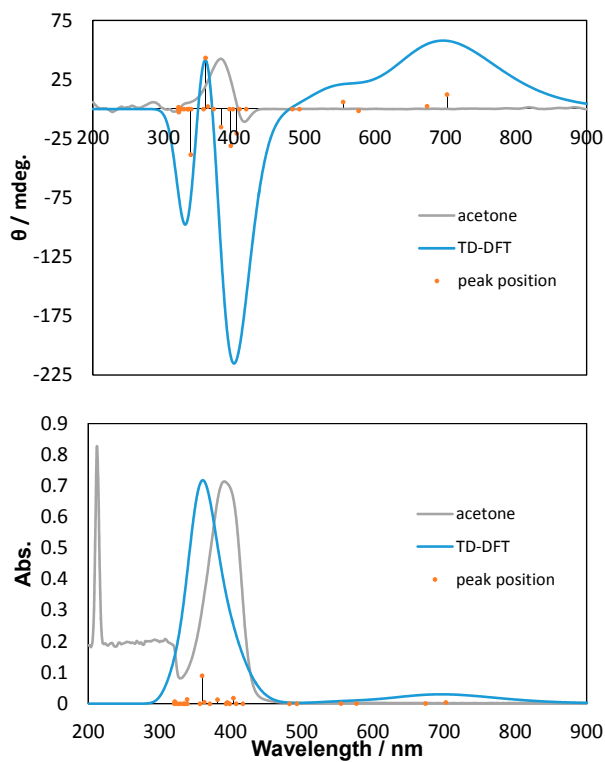 75
25
-25
-75
-125
-175
-225
200 300 400 500 600 700 800 900
θ / mdeg.
acetone
TD-DFT
peak position
0.9
0.8
0.7
0.6
0.5
0.4
0.3
0.2
0.1
0
Abs.
acetone
TD-DFT
peak position
200 300 400 500 600 700 800 900
Wavelength / nm